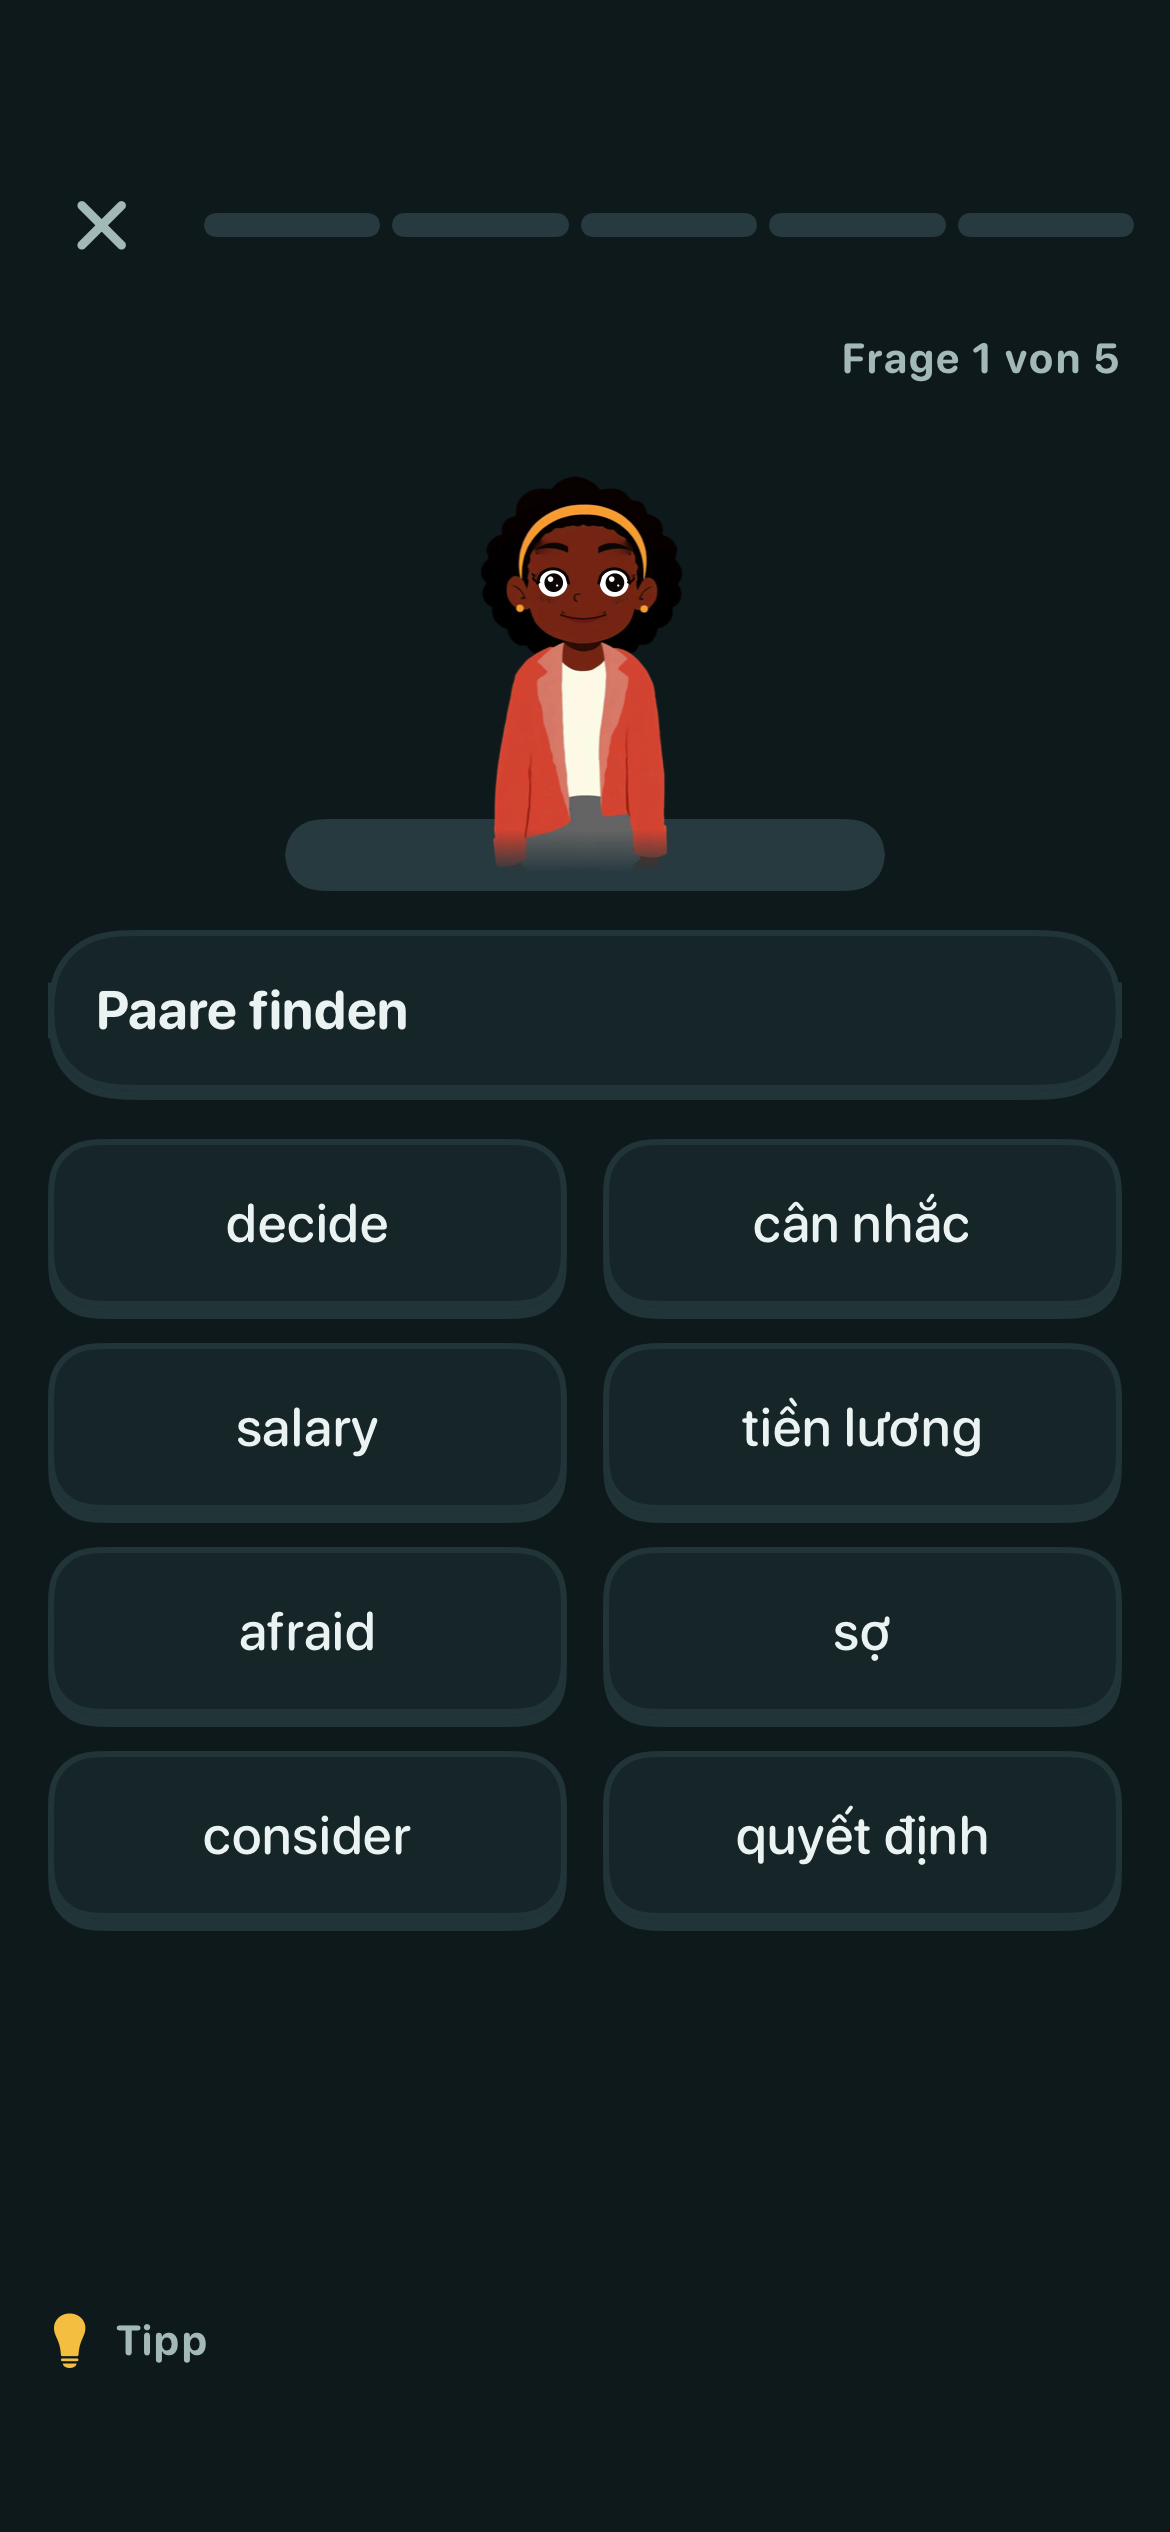 Frage 1 von 5
Paare finden
decide
cân nhắc
salary
tiền lương
afraid
sợ
consider
quyết định
Tipp